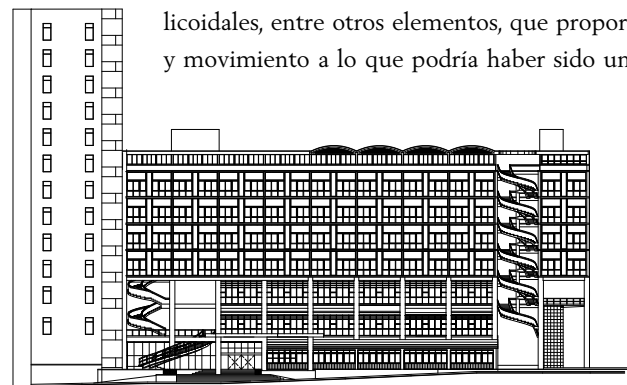 licoidales, entre otros elementos, que propor
y movimiento a lo que podría haber sido un